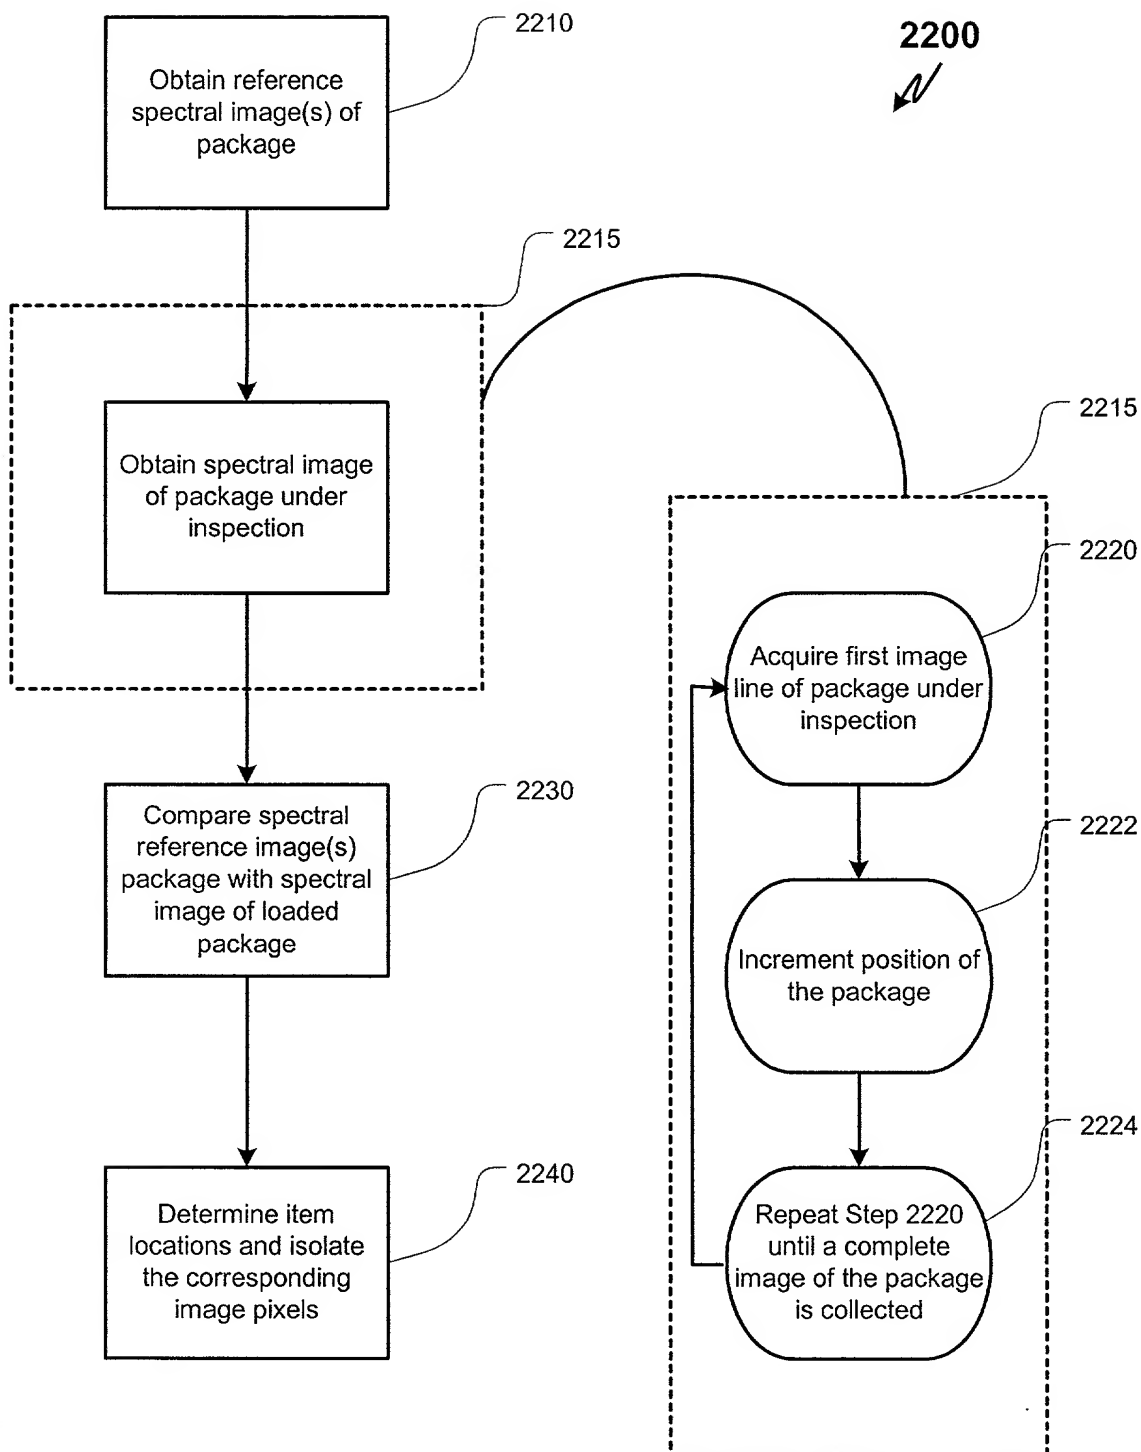 2210
2200
Obtain reference
spectral image(s) of
package
2215
Obtain spectral image
of package under
inspection
2215
2220
Acquire first image
line of package under
inspection
2230
Compare spectral
reference image(s)
package with spectral
image of loaded
package
2222
Increment position of
the package
2224
2240
Determine item
locations and isolate
the corresponding
image pixels
Repeat Step 2220
until a complete
image of the package
is collected